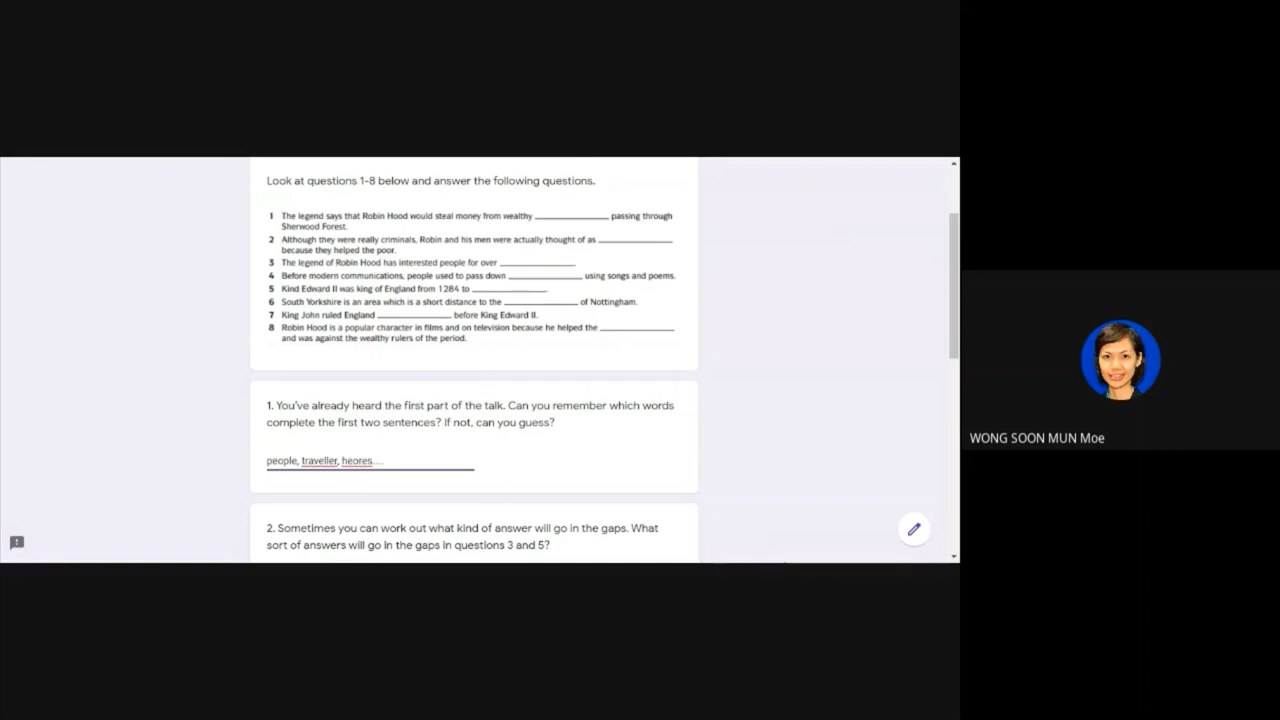 Look at questions 1-8 below and answer the following questions.
1 The legend says that Robin Hood would steal money from wealthy ____________ passing through
Sherwood Forest.
2 Although they were really criminals, Robin and his men were actually thought of as ____________
because they helped the poor.
3 The legend of Robin Hood has interested people for over ____________.
4 Before modern communications, people used to pass down ____________ using songs and poems.
5 Kind Edward II was king of England from 1284 to ____________.
6 South Yorkshire is an area which is a short distance to the ____________ of Nottingham.
7 King John ruled England ____________ before King Edward II.
8 Robin Hood is a popular character in films and on television because he helped the ____________
and was against the wealthy rulers of the period.
1. You've already heard the first part of the talk. Can you remember which words
complete the first two sentences? If not, can you guess?
people, traveller, heores....
2. Sometimes you can work out what kind of answer will go in the gaps. What
sort of answers will go in the gaps in questions 3 and 5?
WONG SOON MUN Moe